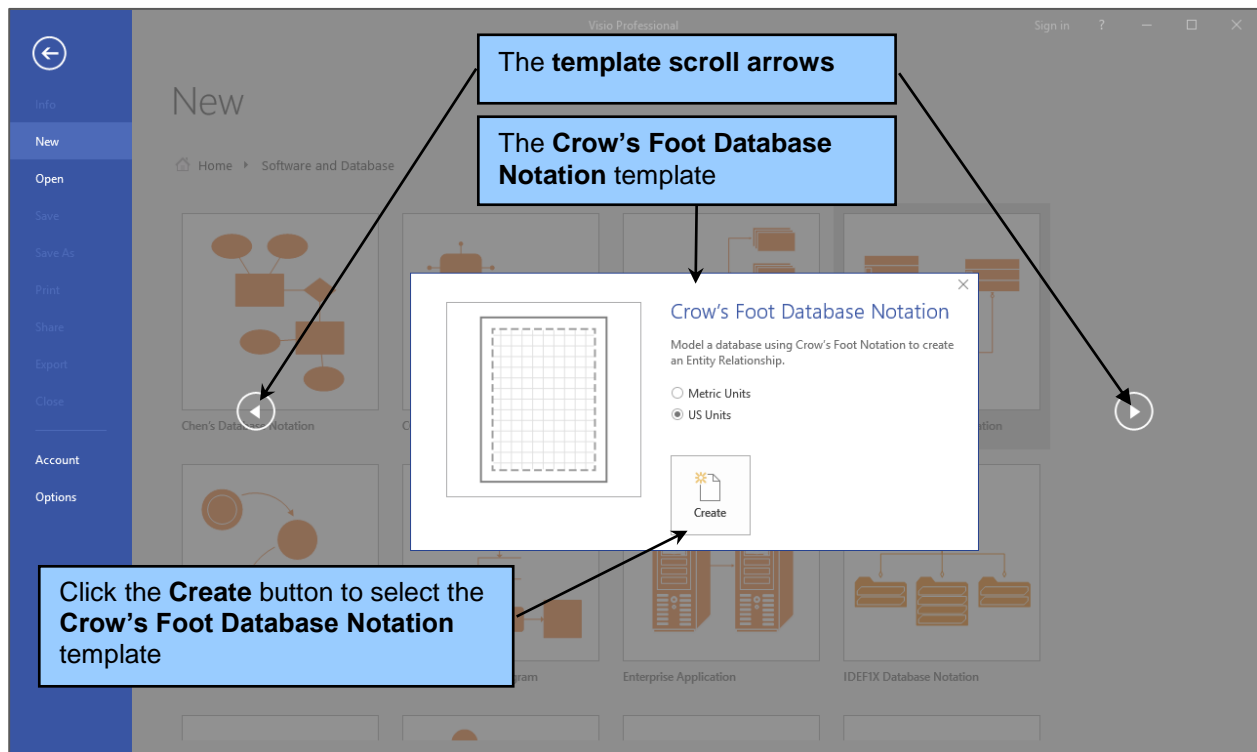 Visio Professional
Sign in ?
The template scroll arrows
Info
New
New
The Crow's Foot Database
Notation template
Home Software and Database
Open
Save
Save As
Print
Share
Export
Close
Account
Options
Crow's Foot Database Notation
Model a database using Crow's Foot Notation to create
an Entity Relationship.
Metric Units
US Units
Create
Chen's Database Notation
Click the Create button to select the
Crow's Foot Database Notation
template
Enterprise Application
IDEF1X Database Notation